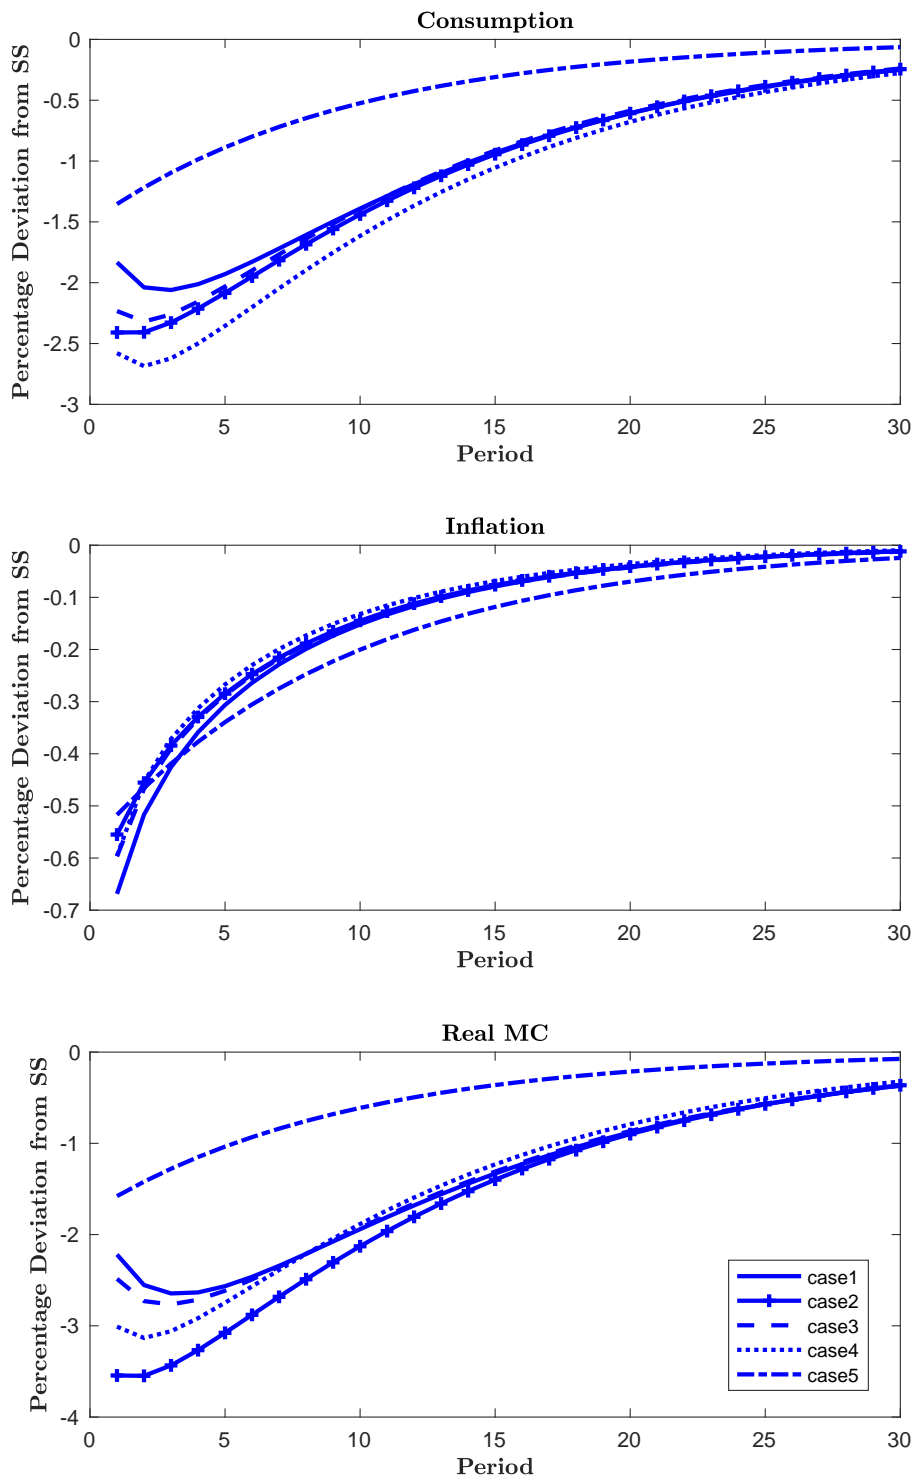 Consumption
Percentage Deviation from SS
0
-0.5
-1
-1.5
-2
-2.5
-3
0 5 10 15 20 25 30
Period
Inflation
Percentage Deviation from SS
0
-0.1
-0.2
-0.3
-0.4
-0.5
-0.6
-0.7
0 5 10 15 20 25 30
Period
Real MC
Percentage Deviation from SS
0
-1
-2
-3
-4
case1
case2
case3
case4
case5
0 5 10 15 20 25 30
Period